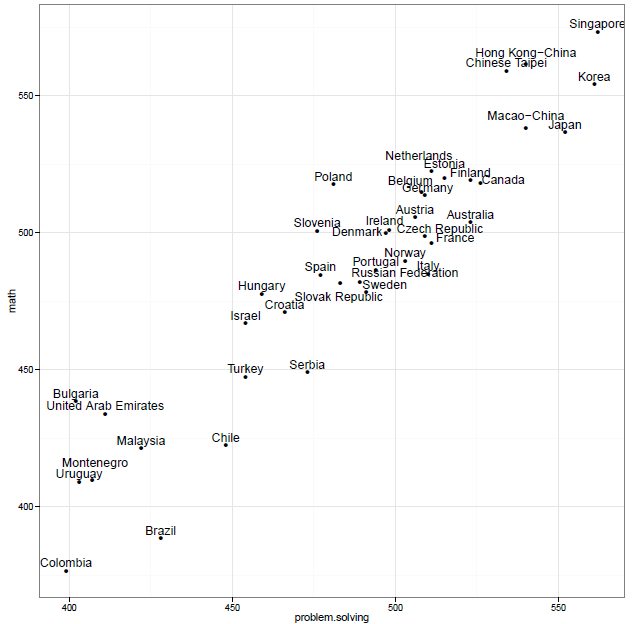 Singapore
Hong Kong−China
Chinese Taipei
Korea
550
Macao−China
Japan
Netherlands
Estonia
Finland
Canada
Poland
Belgium
Germany
Austria
Australia
Slovenia
Ireland
500
Denmark
Czech Republic
France
Norway
Portugal
Italy
Spain
Russian Federation
Sweden
Hungary
Slovak Republic
math
Croatia
Israel
Serbia
450
Turkey
Bulgaria
United Arab Emirates
Malaysia
Chile
Montenegro
Uruguay
400
Brazil
Colombia
400 450 500 550
problem.solving